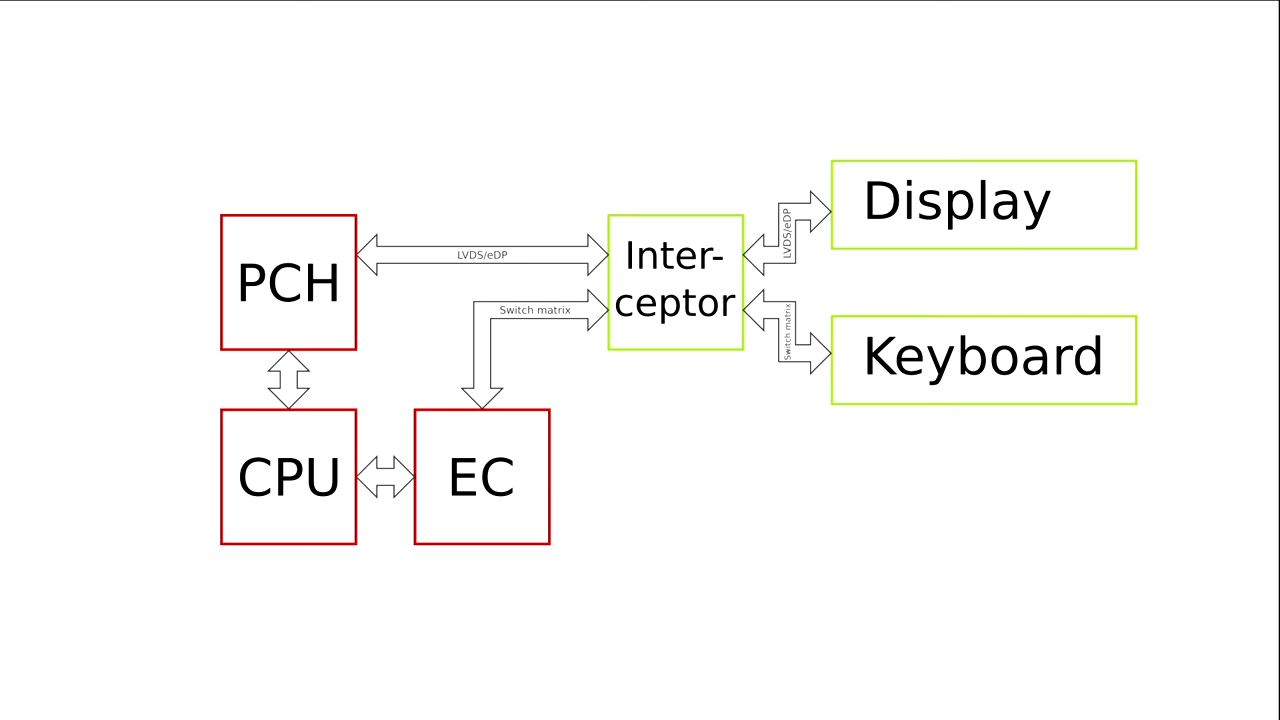 Display
LVDS/eDP
PCH
LVDS/eDP
Inter-
ceptor
Switch matrix
Switch matrix
Keyboard
CPU
EC